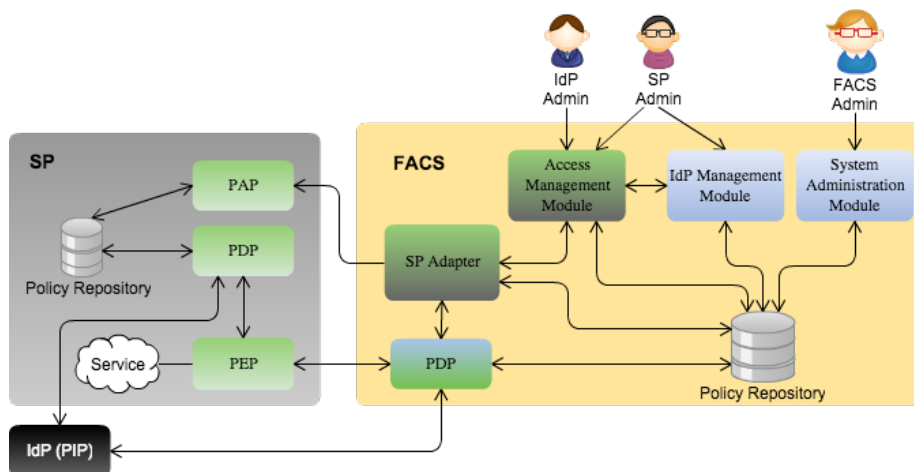 IdP
Admin
SP
Admin
FACS
Admin
SP
FACS
PAP
Access
Management
Module
IdP Management
Module
System
Administration
Module
PDP
SP Adapter
Policy Repository
Service
PEP
PDP
Policy Repository
IdP (PIP)